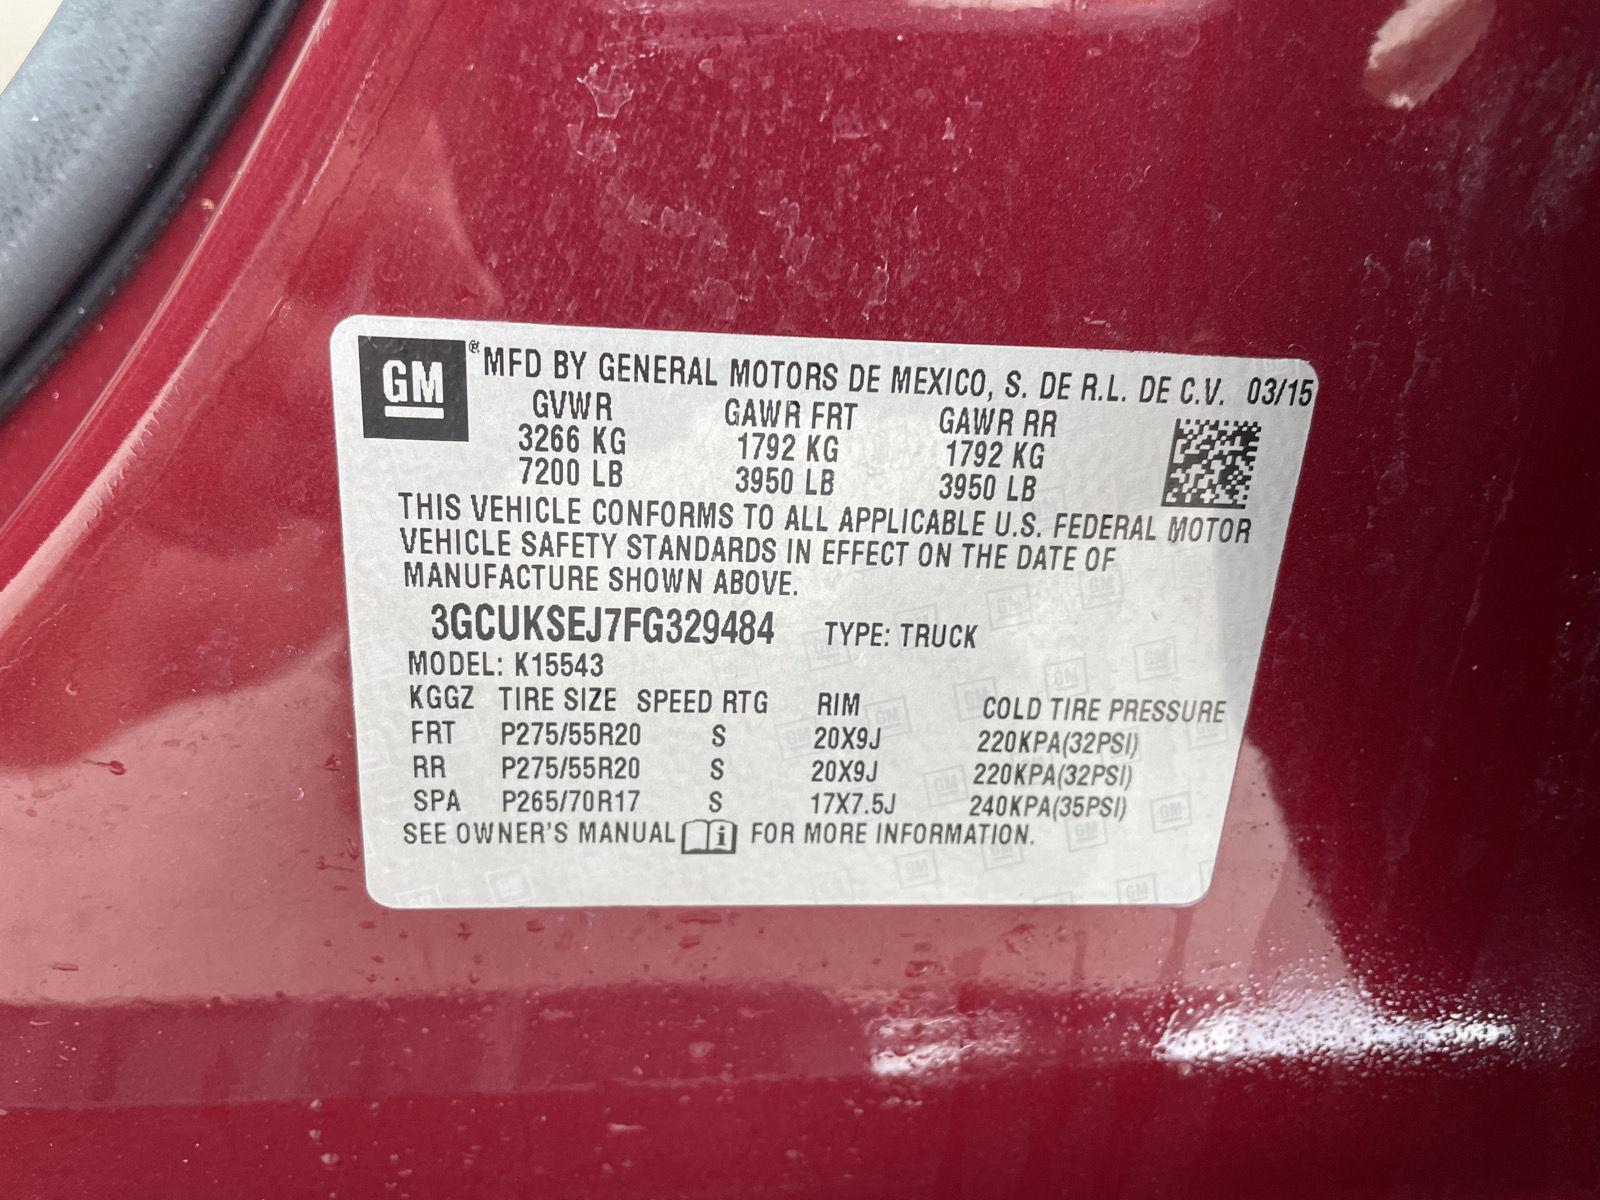 GM ® MFD BY GENERAL MOTORS DE MEXICO, S. DE R.L. DE C.V. 03/15
GVWR GAWR FRT GAWR RR
3266 KG 1792 KG 1792 KG
7200 LB 3950 LB 3950 LB
THIS VEHICLE CONFORMS TO ALL APPLICABLE U.S. FEDERAL MOTOR
VEHICLE SAFETY STANDARDS IN EFFECT ON THE DATE OF
MANUFACTURE SHOWN ABOVE.
3GCUKSEJ7FG329484 TYPE: TRUCK
MODEL: K15543
KGGZ TIRE SIZE SPEED RTG RIM COLD TIRE PRESSURE
FRT P275/55R20 S 20X9J 220KPA(32PSI)
RR P275/55R20 S 20X9J 220KPA(32PSI)
SPA P265/70R17 S 17X7.5J 240KPA(35PSI)
SEE OWNER'S MANUAL i FOR MORE INFORMATION.